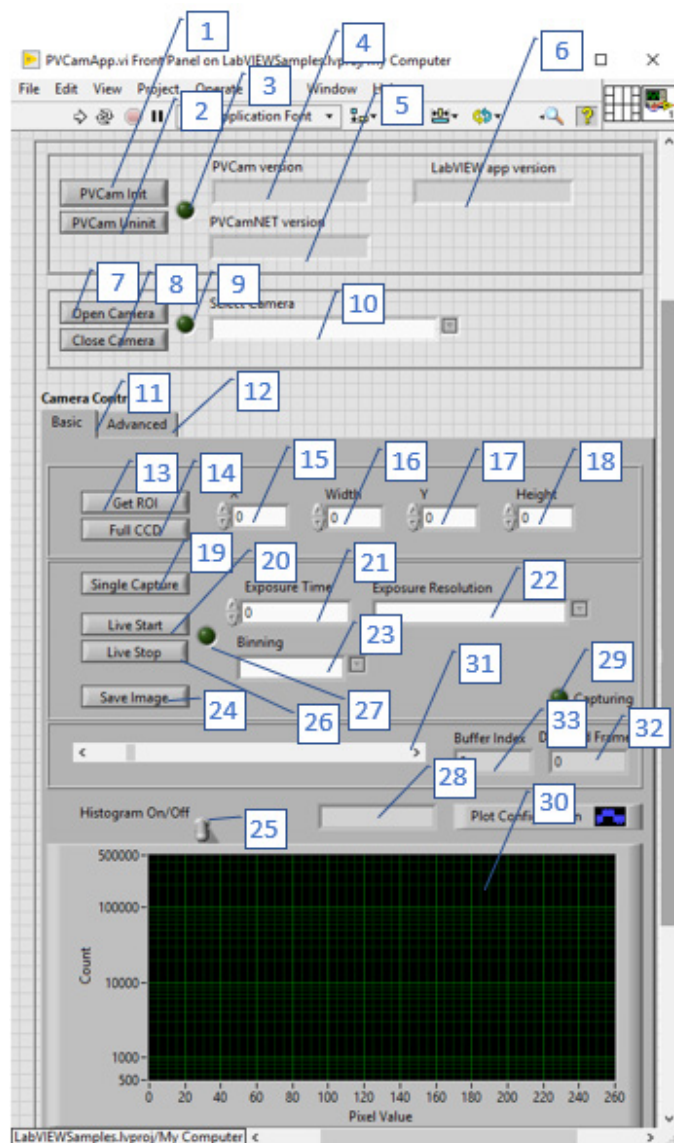 1
4
6
PVCamApp.vi Front Panel on LabVIEWSamples.lvproj/My Computer
3
File Edit View Project Operate Window
2
5
Application Font
PVCam version
LabVIEW app version
PVCam Init
PVCam Uninit
PVCamNET version
7
8
9
Select Camera
10
Open Camera
Close Camera
11
12
Camera
Basic Advanced
13
14
15
16
17
18
X
Width
Y
Height
Get ROI
0
0
0
0
Full CCD
19
20
21
22
Single Capture
Exposure Time
Exposure Resolution
Live Start
0
Binning
23
Live Stop
31
29
Save Image
24
26
27
Capturing
33
32
Buffer Index
Frame
0
28
Histogram On/Off
25
30
Plot
500000
100000
10000
1000
500
Count
0 20 40 60 80 100 120 140 160 180 200 220 240 260
Pixel Value
LabVIEWSamples.lvproj/My Computer